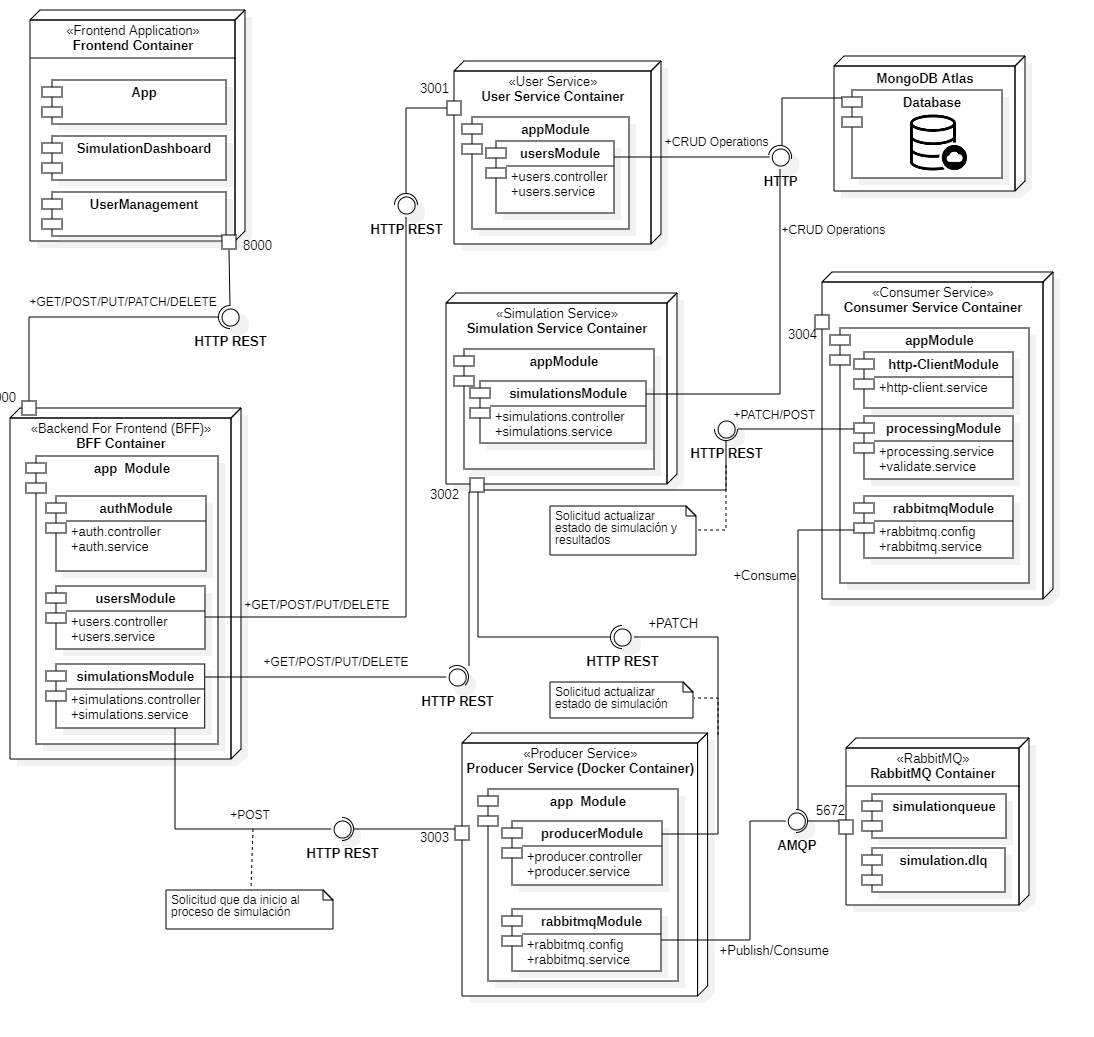 «Frontend Application»
Frontend Container
App
SimulationDashboard
UserManagement
8000
+GET/POST/PUT/PATCH/DELETE
HTTP REST
00
«Backend For Frontend (BFF)»
BFF Container
app Module
authModule
+auth.controller
+auth.service
usersModule
+users.controller
+users.service
simulationsModule
+simulations.controller
+simulations.service
+GET/POST/PUT/DELETE
+GET/POST/PUT/DELETE
HTTP REST
+POST
HTTP REST
Solicitud que da inicio al
proceso de simulación
3001
HTTP REST
«User Service»
User Service Container
appModule
usersModule
+users.controller
+users.service
+CRUD Operations
HTTP
+CRUD Operations
MongoDB Atlas
Database
«Simulation Service»
Simulation Service Container
appModule
simulationsModule
+simulations.controller
+simulations.service
3002
+PATCH/POST
HTTP REST
Solicitud actualizar
estado de simulación y
resultados
«Consumer Service»
Consumer Service Container
3004
appModule
http-ClientModule
+http-client.service
processingModule
+processing.service
+validate.service
rabbitmqModule
+rabbitmq.config
+rabbitmq.service
+Consume
+PATCH
HTTP REST
Solicitud actualizar
estado de simulación
«Producer Service»
Producer Service (Docker Container)
app Module
3003
producerModule
+producer.controller
+producer.service
rabbitmqModule
+rabbitmq.config
+rabbitmq.service
+Publish/Consume
AMQP
5672
«RabbitMQ»
RabbitMQ Container
simulationqueue
simulation.dlq